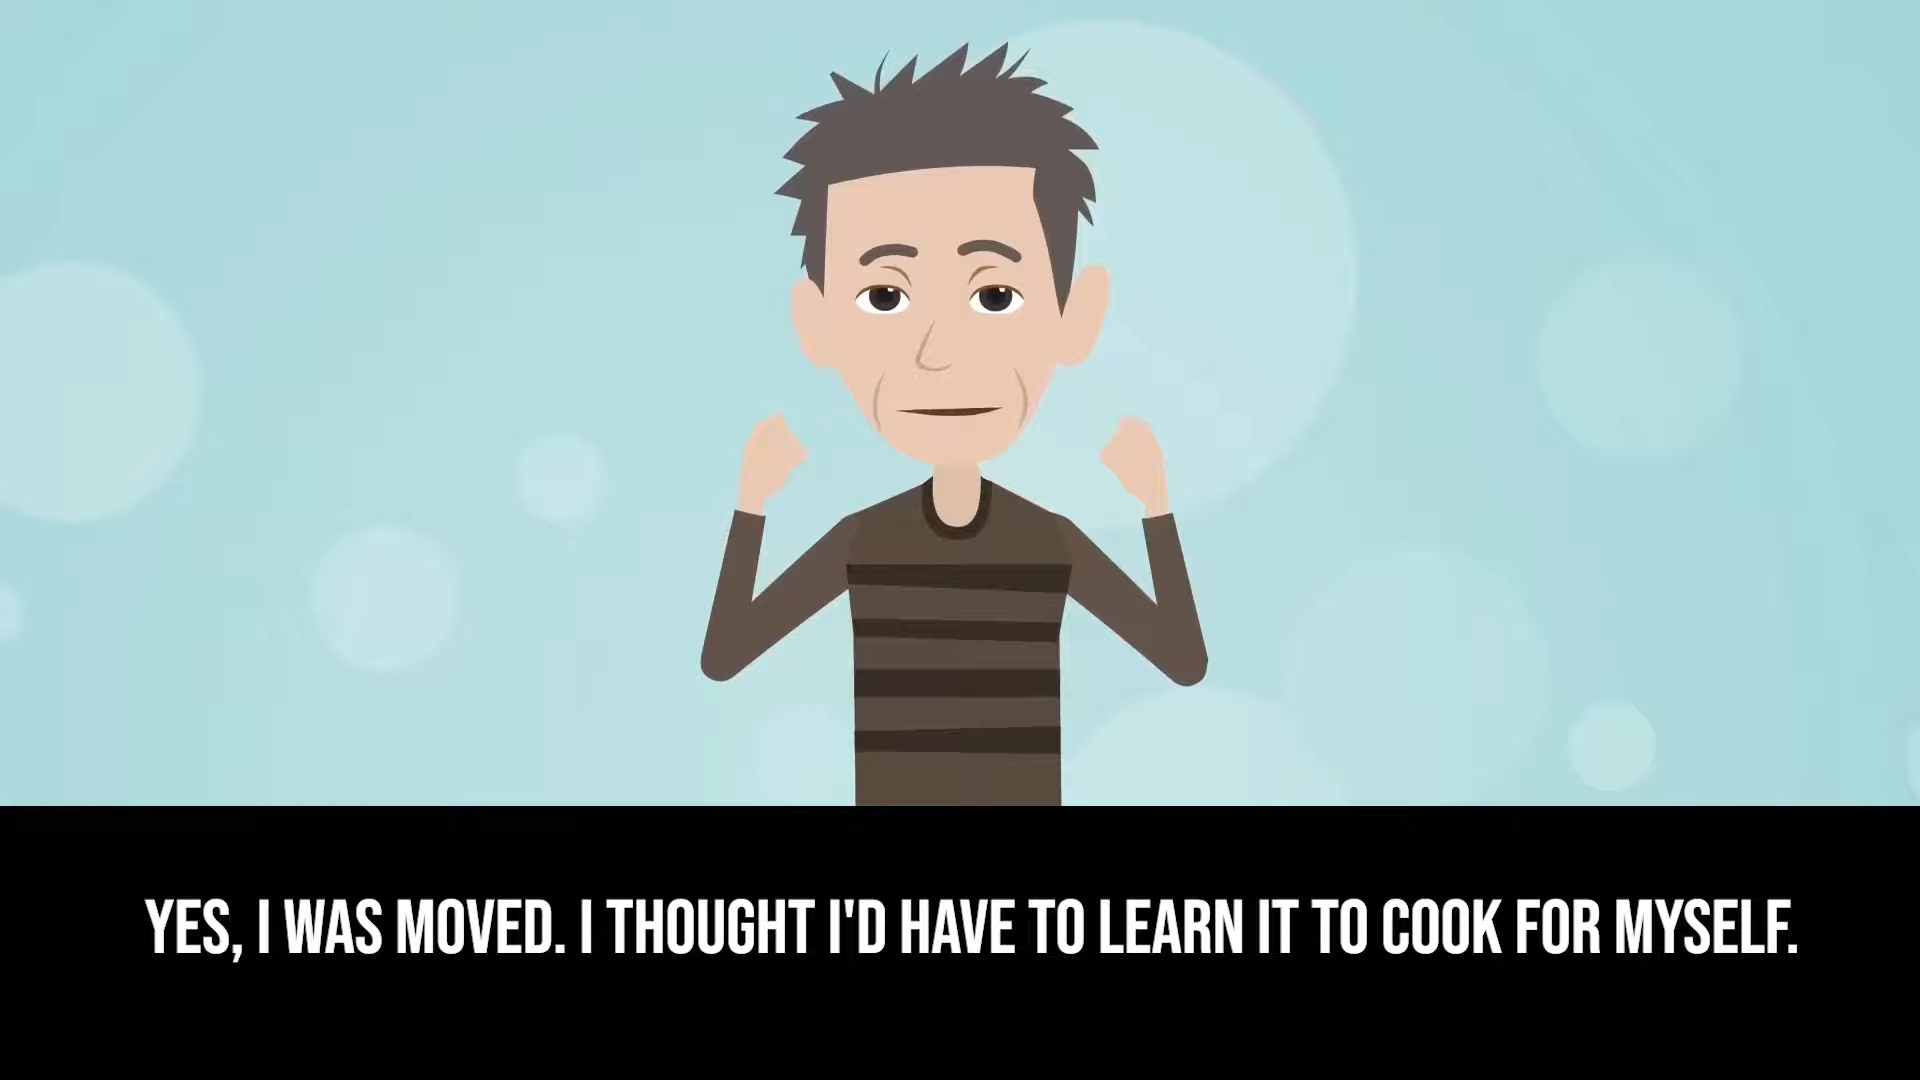 YES, I WAS MOVED. I THOUGHT I'D HAVE TO LEARN IT TO COOK FOR MYSELF.